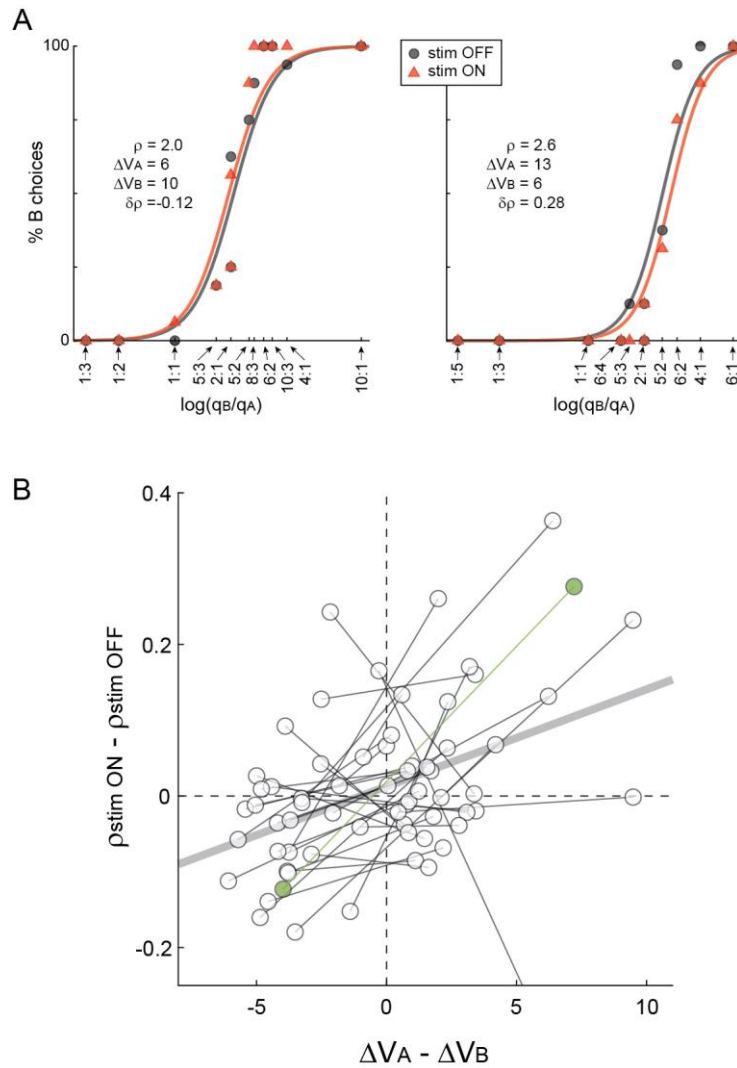 A
100
% B choices
0
ρ = 2.0
ΔVA = 6
ΔVB = 10
δρ =-0.12
stim OFF
stim ON
ρ = 2.6
ΔVA = 13
ΔVB = 6
δρ = 0.28
1:3
1:2
1:1
5:3
2:1
5:2
8:3
6:2
10:3
4:1
10:1
log(qB/qA)
1:5
1:3
1:1
6:4
5:3
2:1
5:2
6:2
4:1
6:1
log(qB/qA)
B
0.4
0.2
0
-0.2
ρstim ON - ρstim OFF
-5
0
5
10
ΔVA - ΔVB